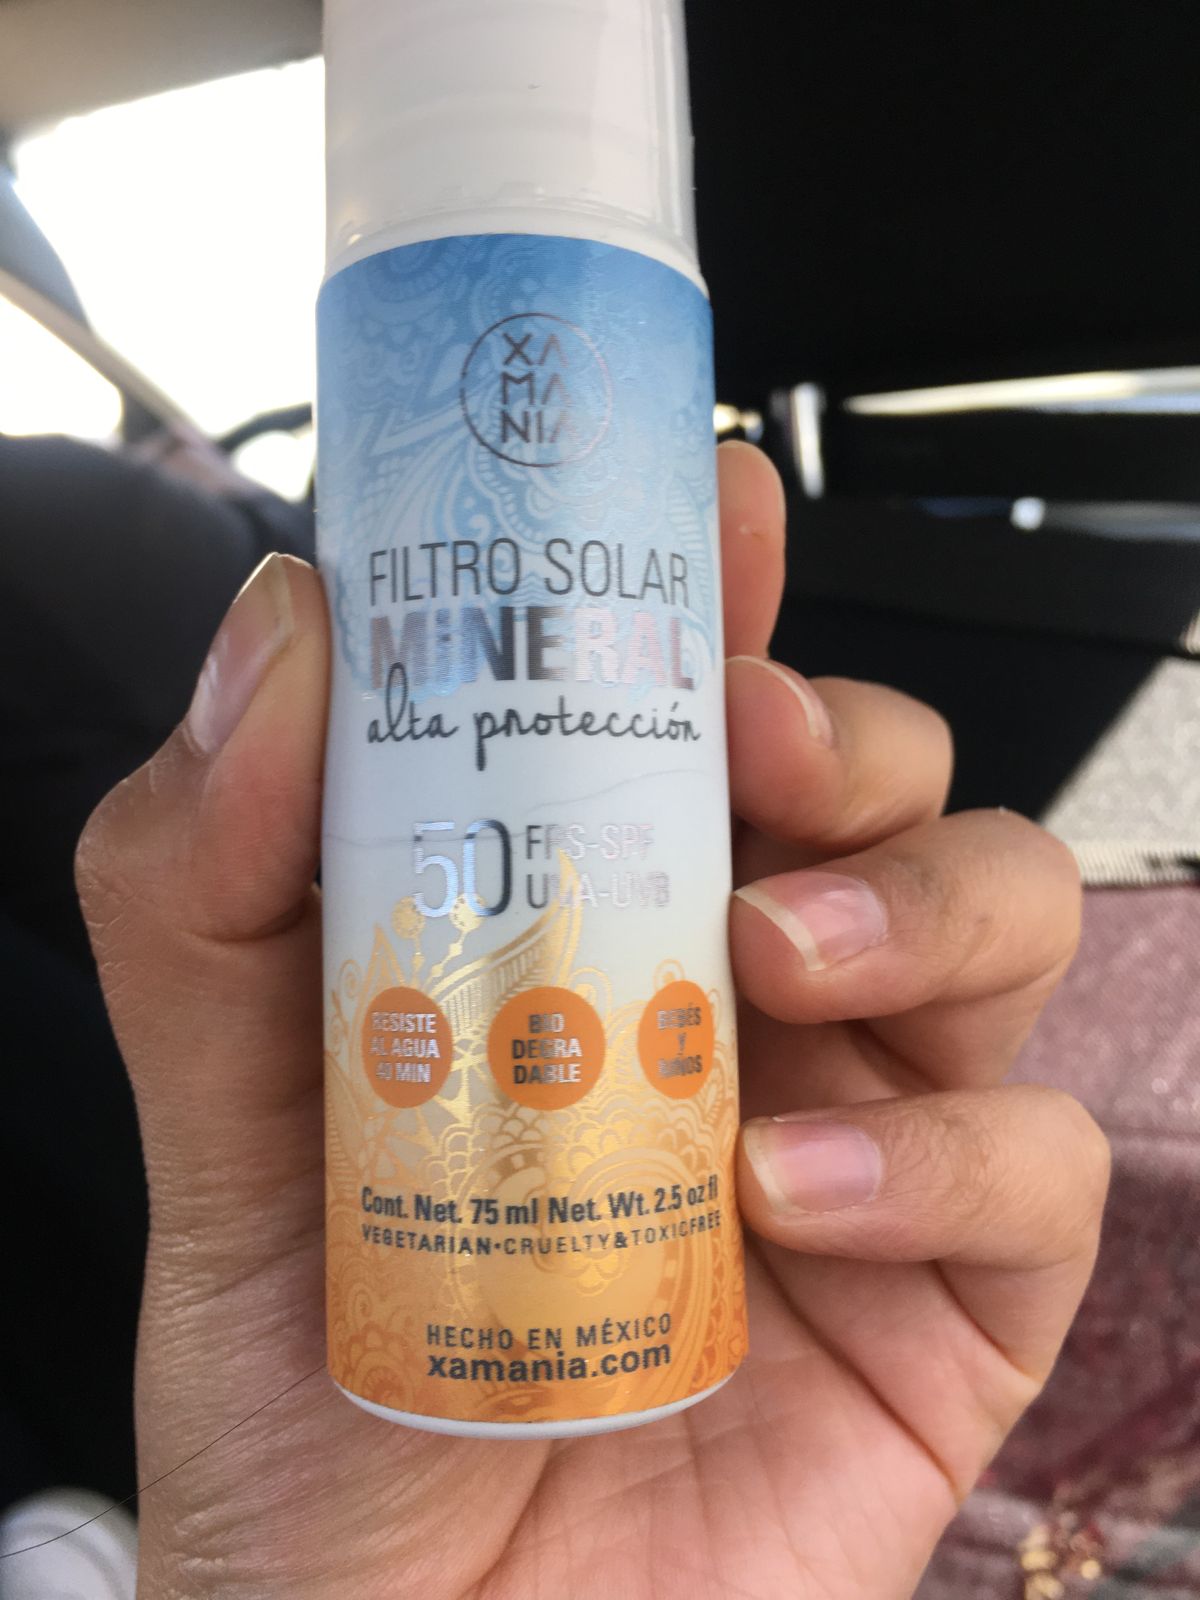 XA
MA
NIA
FILTRO SOLAR
MINERAL
alta protección
50 FPS-SPF
UVA-UVB
RESISTE
AL AGUA
40 MIN
BIO
DEGRA
DABLE
BEBÉS
y
NIÑOS
Cont. Net. 75 ml Net. Wt. 2.5 oz fl
VEGETARIAN•CRUELTY&TOXICFREE
HECHO EN MÉXICO
xamania.com